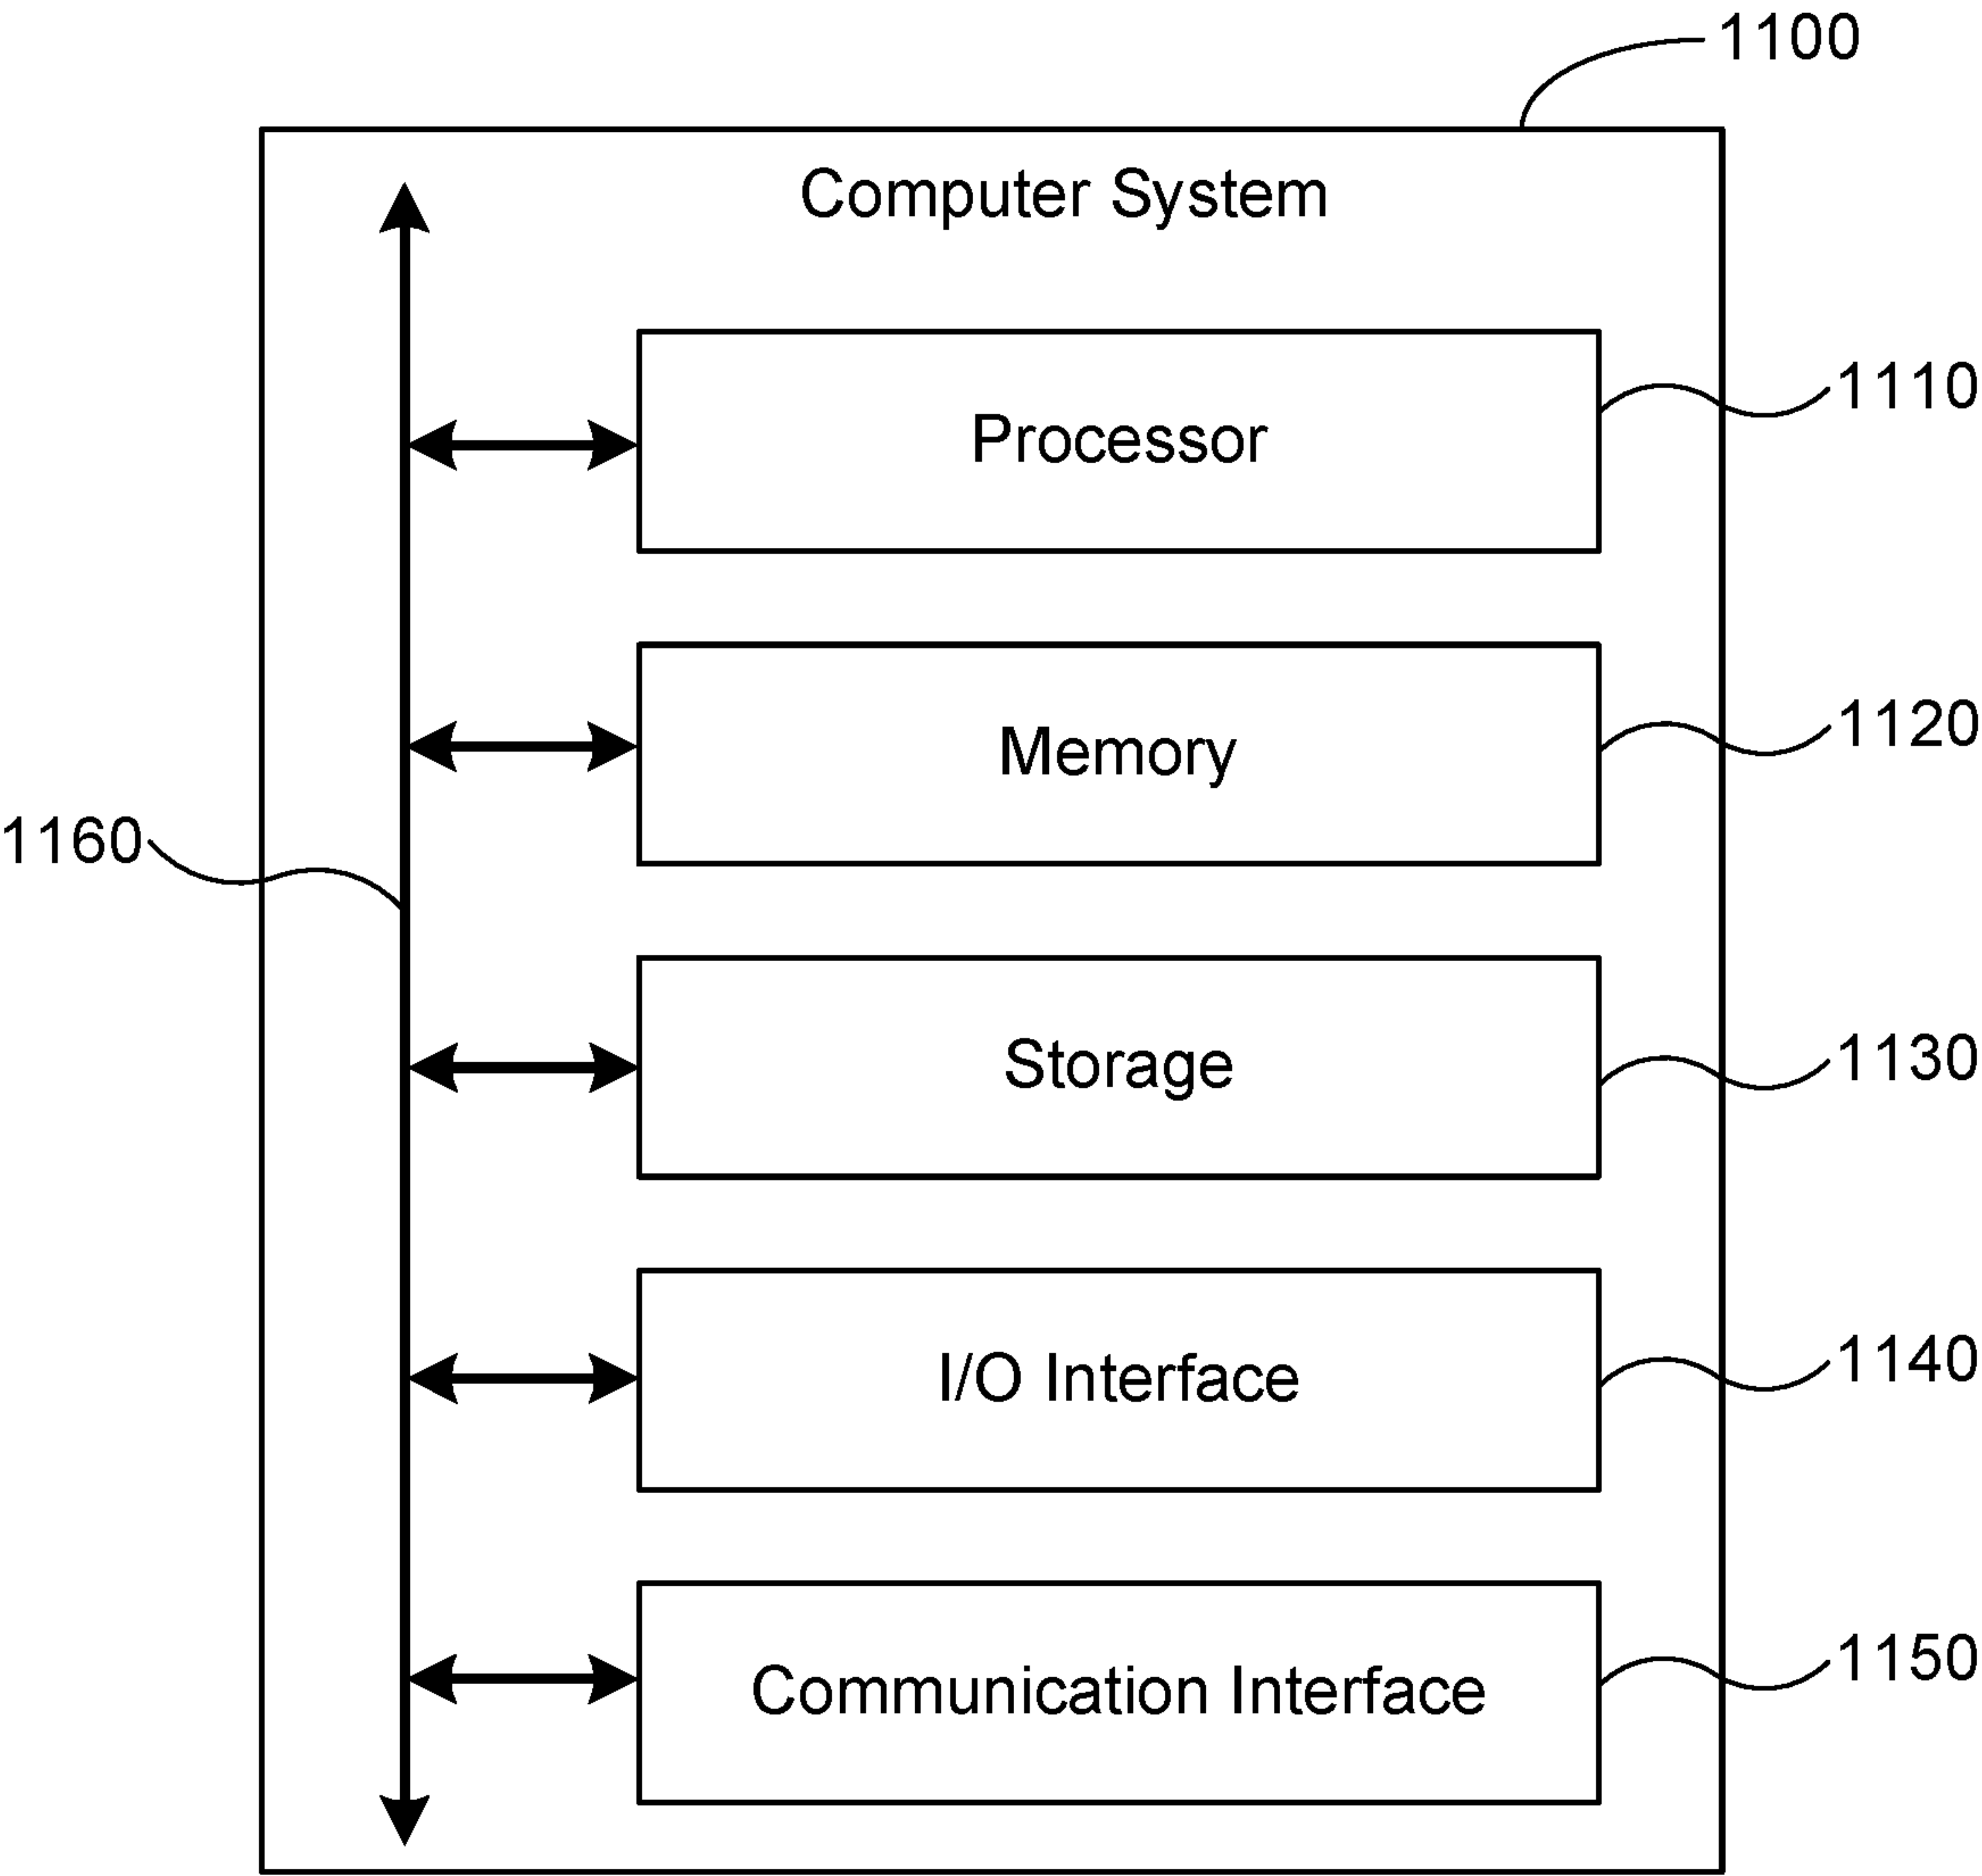 1100
Computer System
Processor
1110
Memory
1120
1160
Storage
1130
I/O Interface
1140
Communication Interface
1150